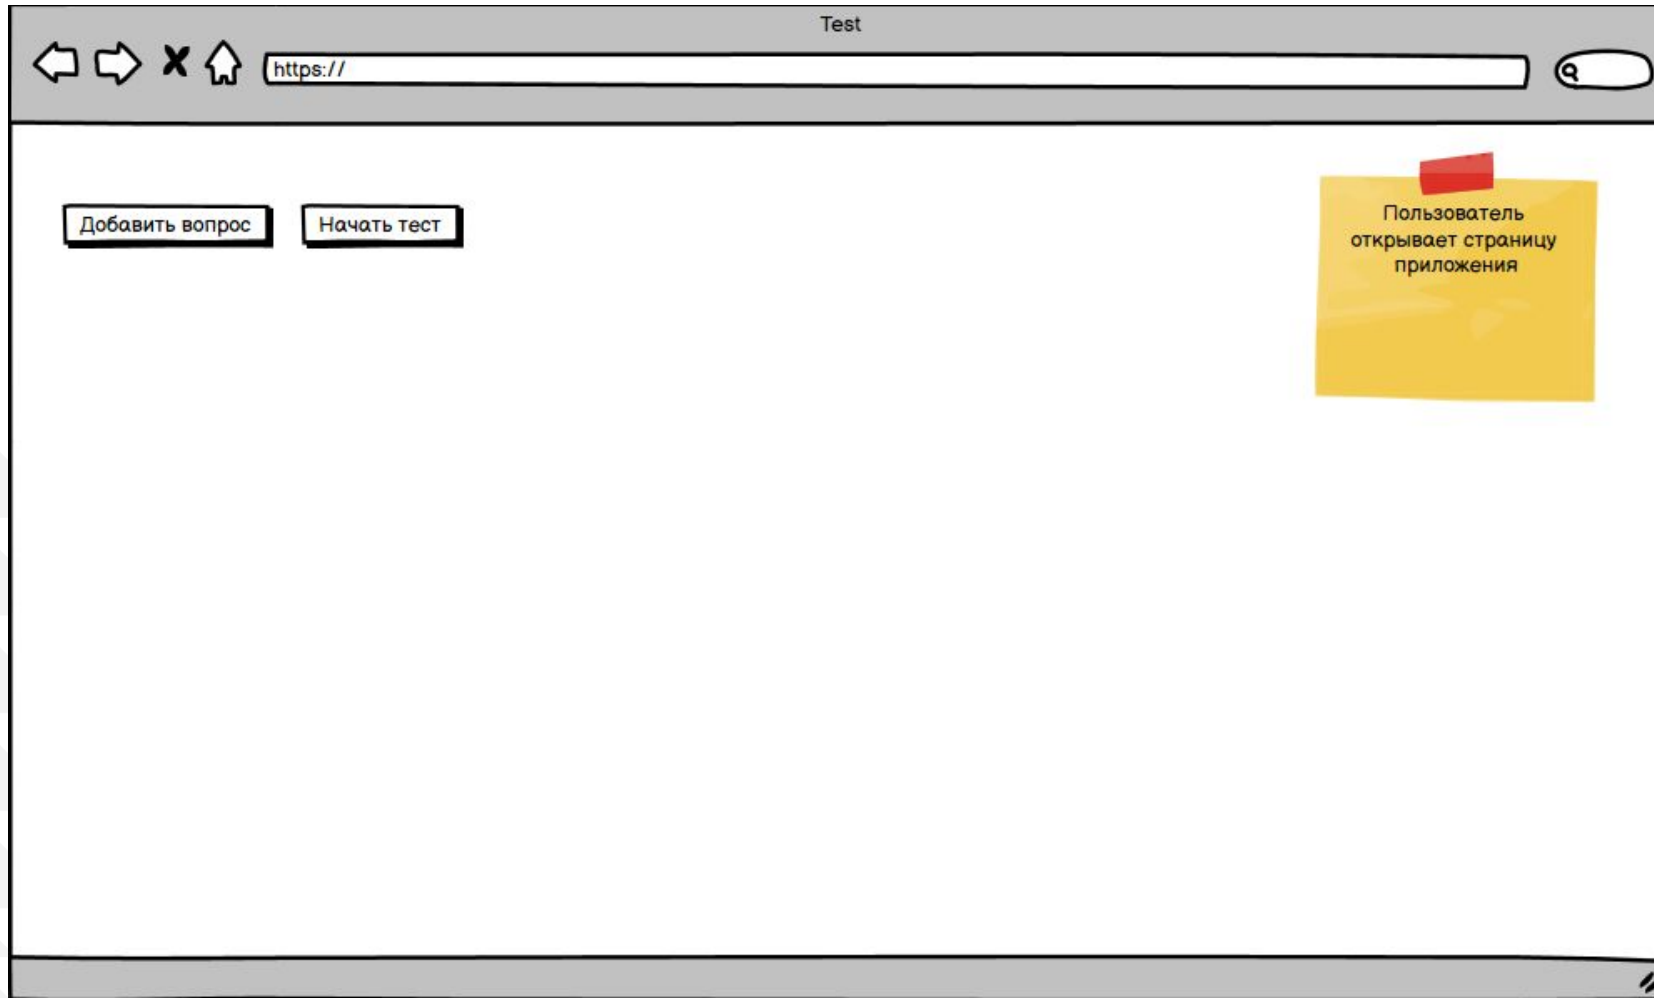 Test
https://
Добавить вопрос
Начать тест
Пользователь
открывает страницу
приложения